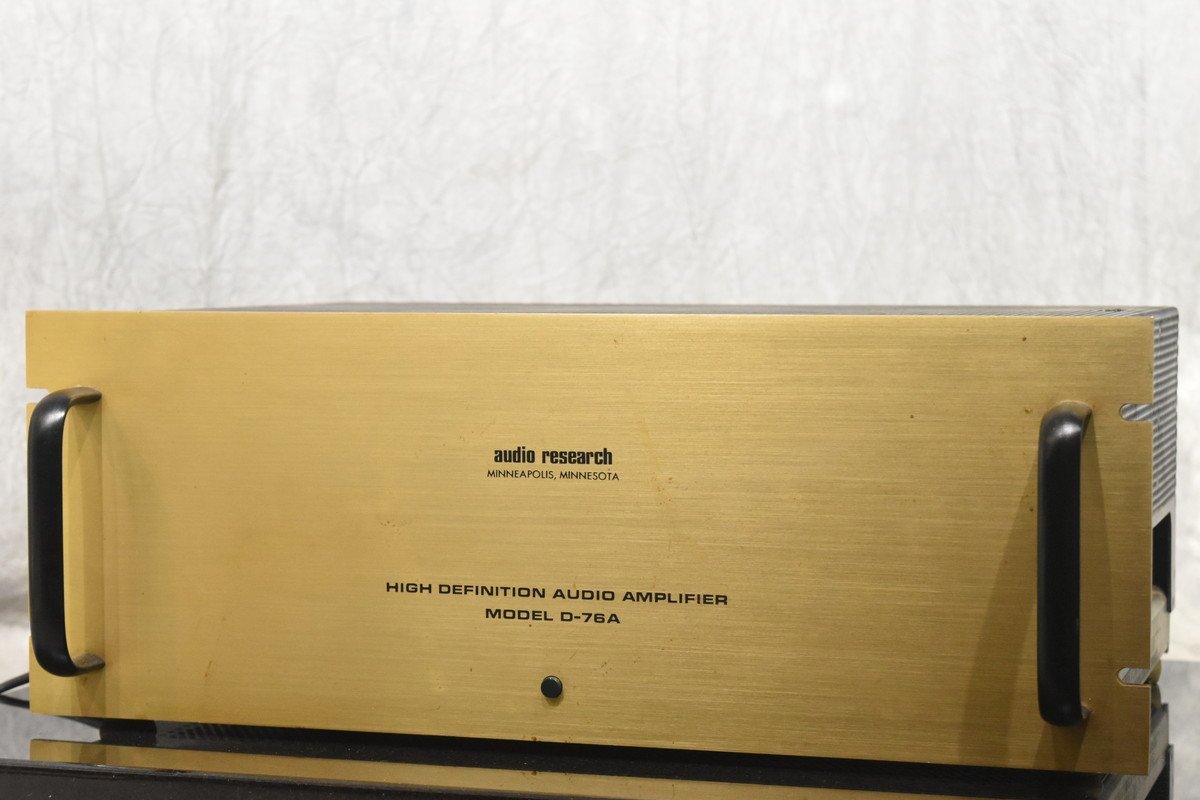 audio research
MINNEAPOLIS, MINNESOTA
HIGH DEFINITION AUDIO AMPLIFIER
MODEL D-76A